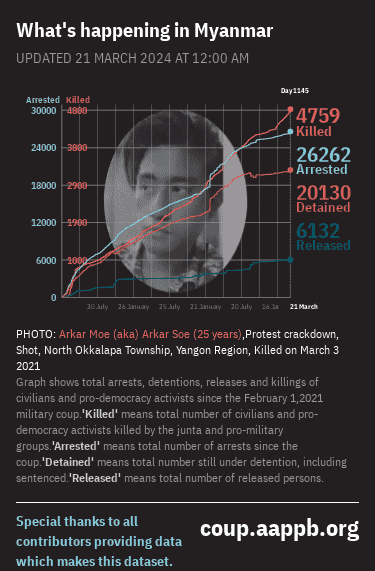 What's happening in Myanmar
UPDATED 21 MARCH 2024 AT 12:00 AM
Day1145
Arrested Killed
30000 4800
4759
Killed
24000 3800
26262
Arrested
18000 2900
20130
Detained
12000 1900
6132
Released
6000 1000
0
30 July 26 January 25 July 21 January 20 July 16 Jan 21 March
PHOTO: Arkar Moe (aka) Arkar Soe (25 years),Protest crackdown,
Shot, North Okkalapa Township, Yangon Region, Killed on March 3
2021
Graph shows total arrests, detentions, releases and killings of
civilians and pro-democracy activists since the February 1,2021
military coup.'Killed' means total number of civilians and pro-
democracy activists killed by the junta and pro-military
groups.'Arrested' means total number of arrests since the
coup.'Detained' means total number still under detention, including
sentenced.'Released' means total number of released persons.
Special thanks to all
contributors providing data
which makes this dataset.
coup.aappb.org